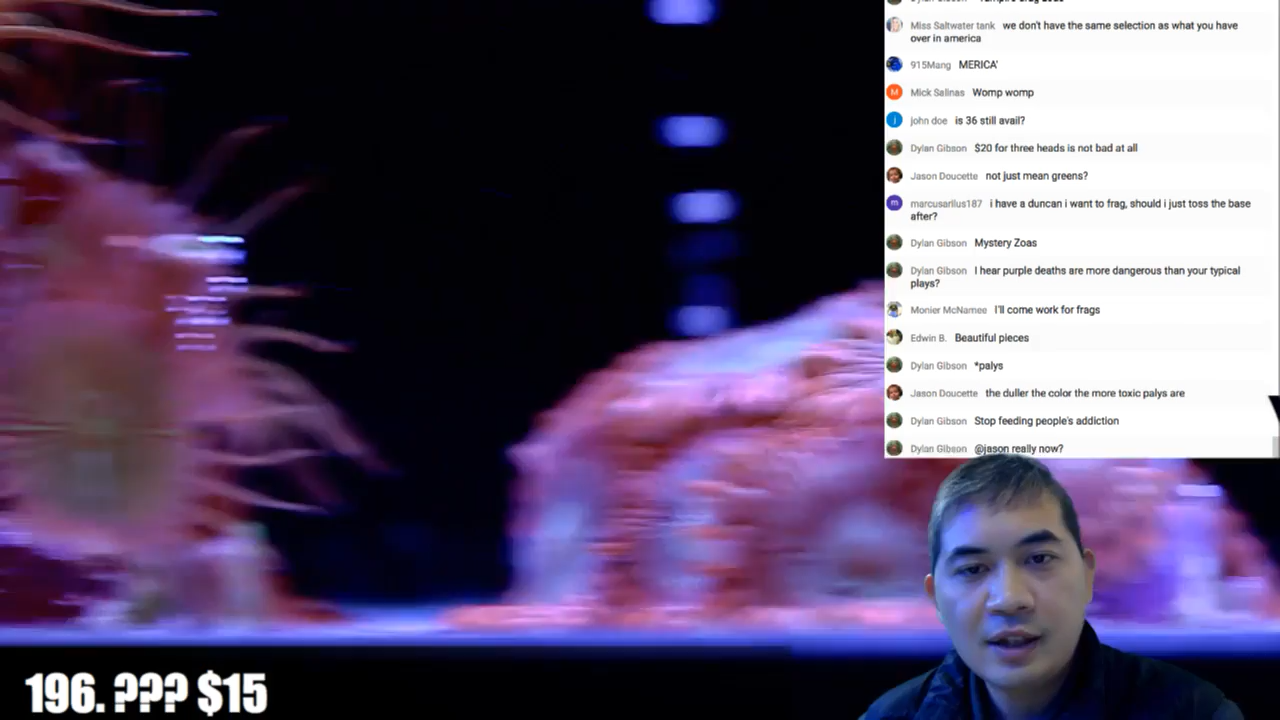 Miss Saltwater tank we don't have the same selection as what you have
over in america
915Mang MERICA'
M Mick Salinas Womp womp
j john doe is 36 still avail?
Dylan Gibson $20 for three heads is not bad at all
Jason Doucette not just mean greens?
m marcusarilus187 i have a duncan i want to frag, should i just toss the base
after?
Dylan Gibson Mystery Zoas
Dylan Gibson I hear purple deaths are more dangerous than your typical
plays?
Monier McNamee I'll come work for frags
Edwin B. Beautiful pieces
Dylan Gibson *palys
Jason Doucette the duller the color the more toxic palys are
Dylan Gibson Stop feeding people's addiction
Dylan Gibson @jason really now?
196. ??? $15